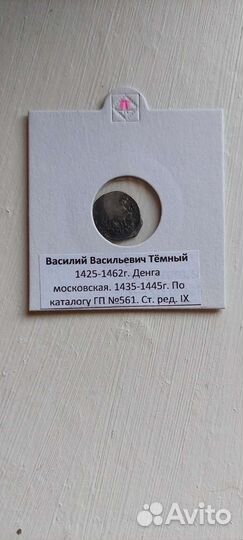 Василий Васильевич Тёмный
1425-1462г. Денга
московская. 1435-1445г. По
каталогу ГП №561. Ст. ред. IX
Avito